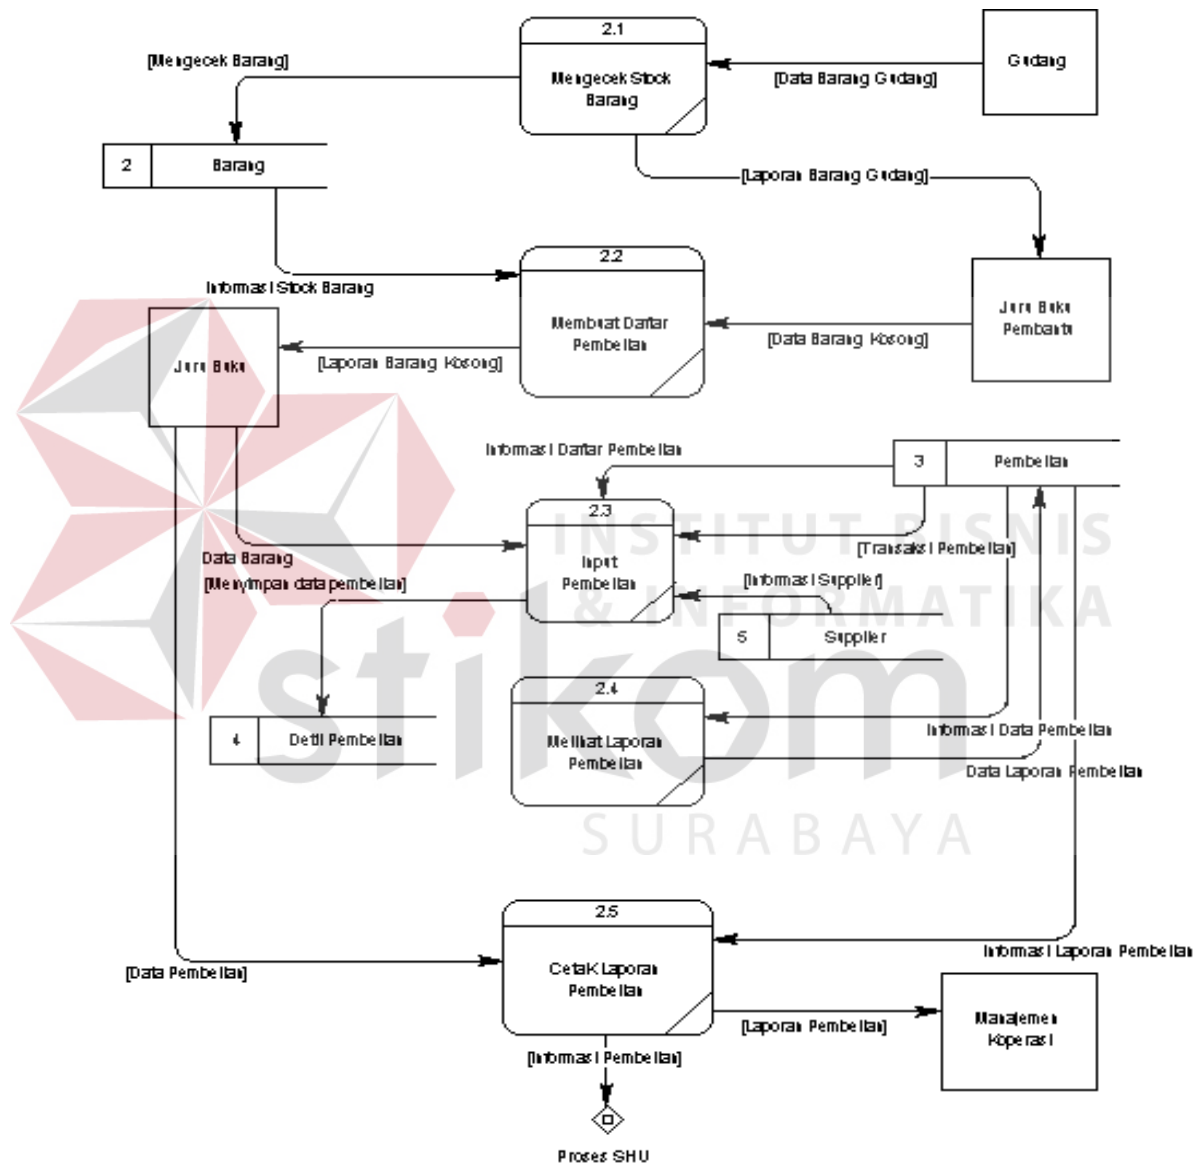 2.1
[Mengecek Barang]
Mengecek Stock
Barang
[Data Barang Gudang]
Gudang
2
Barang
[Laporan Barang Gudang]
2.2
Informasi Stock Barang
Membuat Daftar
Pembelian
Juru Buku
Pembantu
[Data Barang Kosong]
Juru Buku
[Laporan Barang Kosong]
Informasi Daftar Pembelian
3
Pembelian
2.3
INSTITUT BISNIS
Data Barang
Input
Pembelian
[Transaksi Pembelian]
[Menyimpan data pembelian]
[Informasi Supplier]
& INFORMATIKA
5
Supplier
stikom
2.4
4
Detil Pembelian
Melihat Laporan
Pembelian
Informasi Data Pembelian
Data Laporan Pembelian
SURABAYA
2.5
Informasi Laporan Pembelian
[Data Pembelian]
Cetak Laporan
Pembelian
[Laporan Pembelian]
Manajemen
Koperasi
[Informasi Pembelian]
Proses SHU